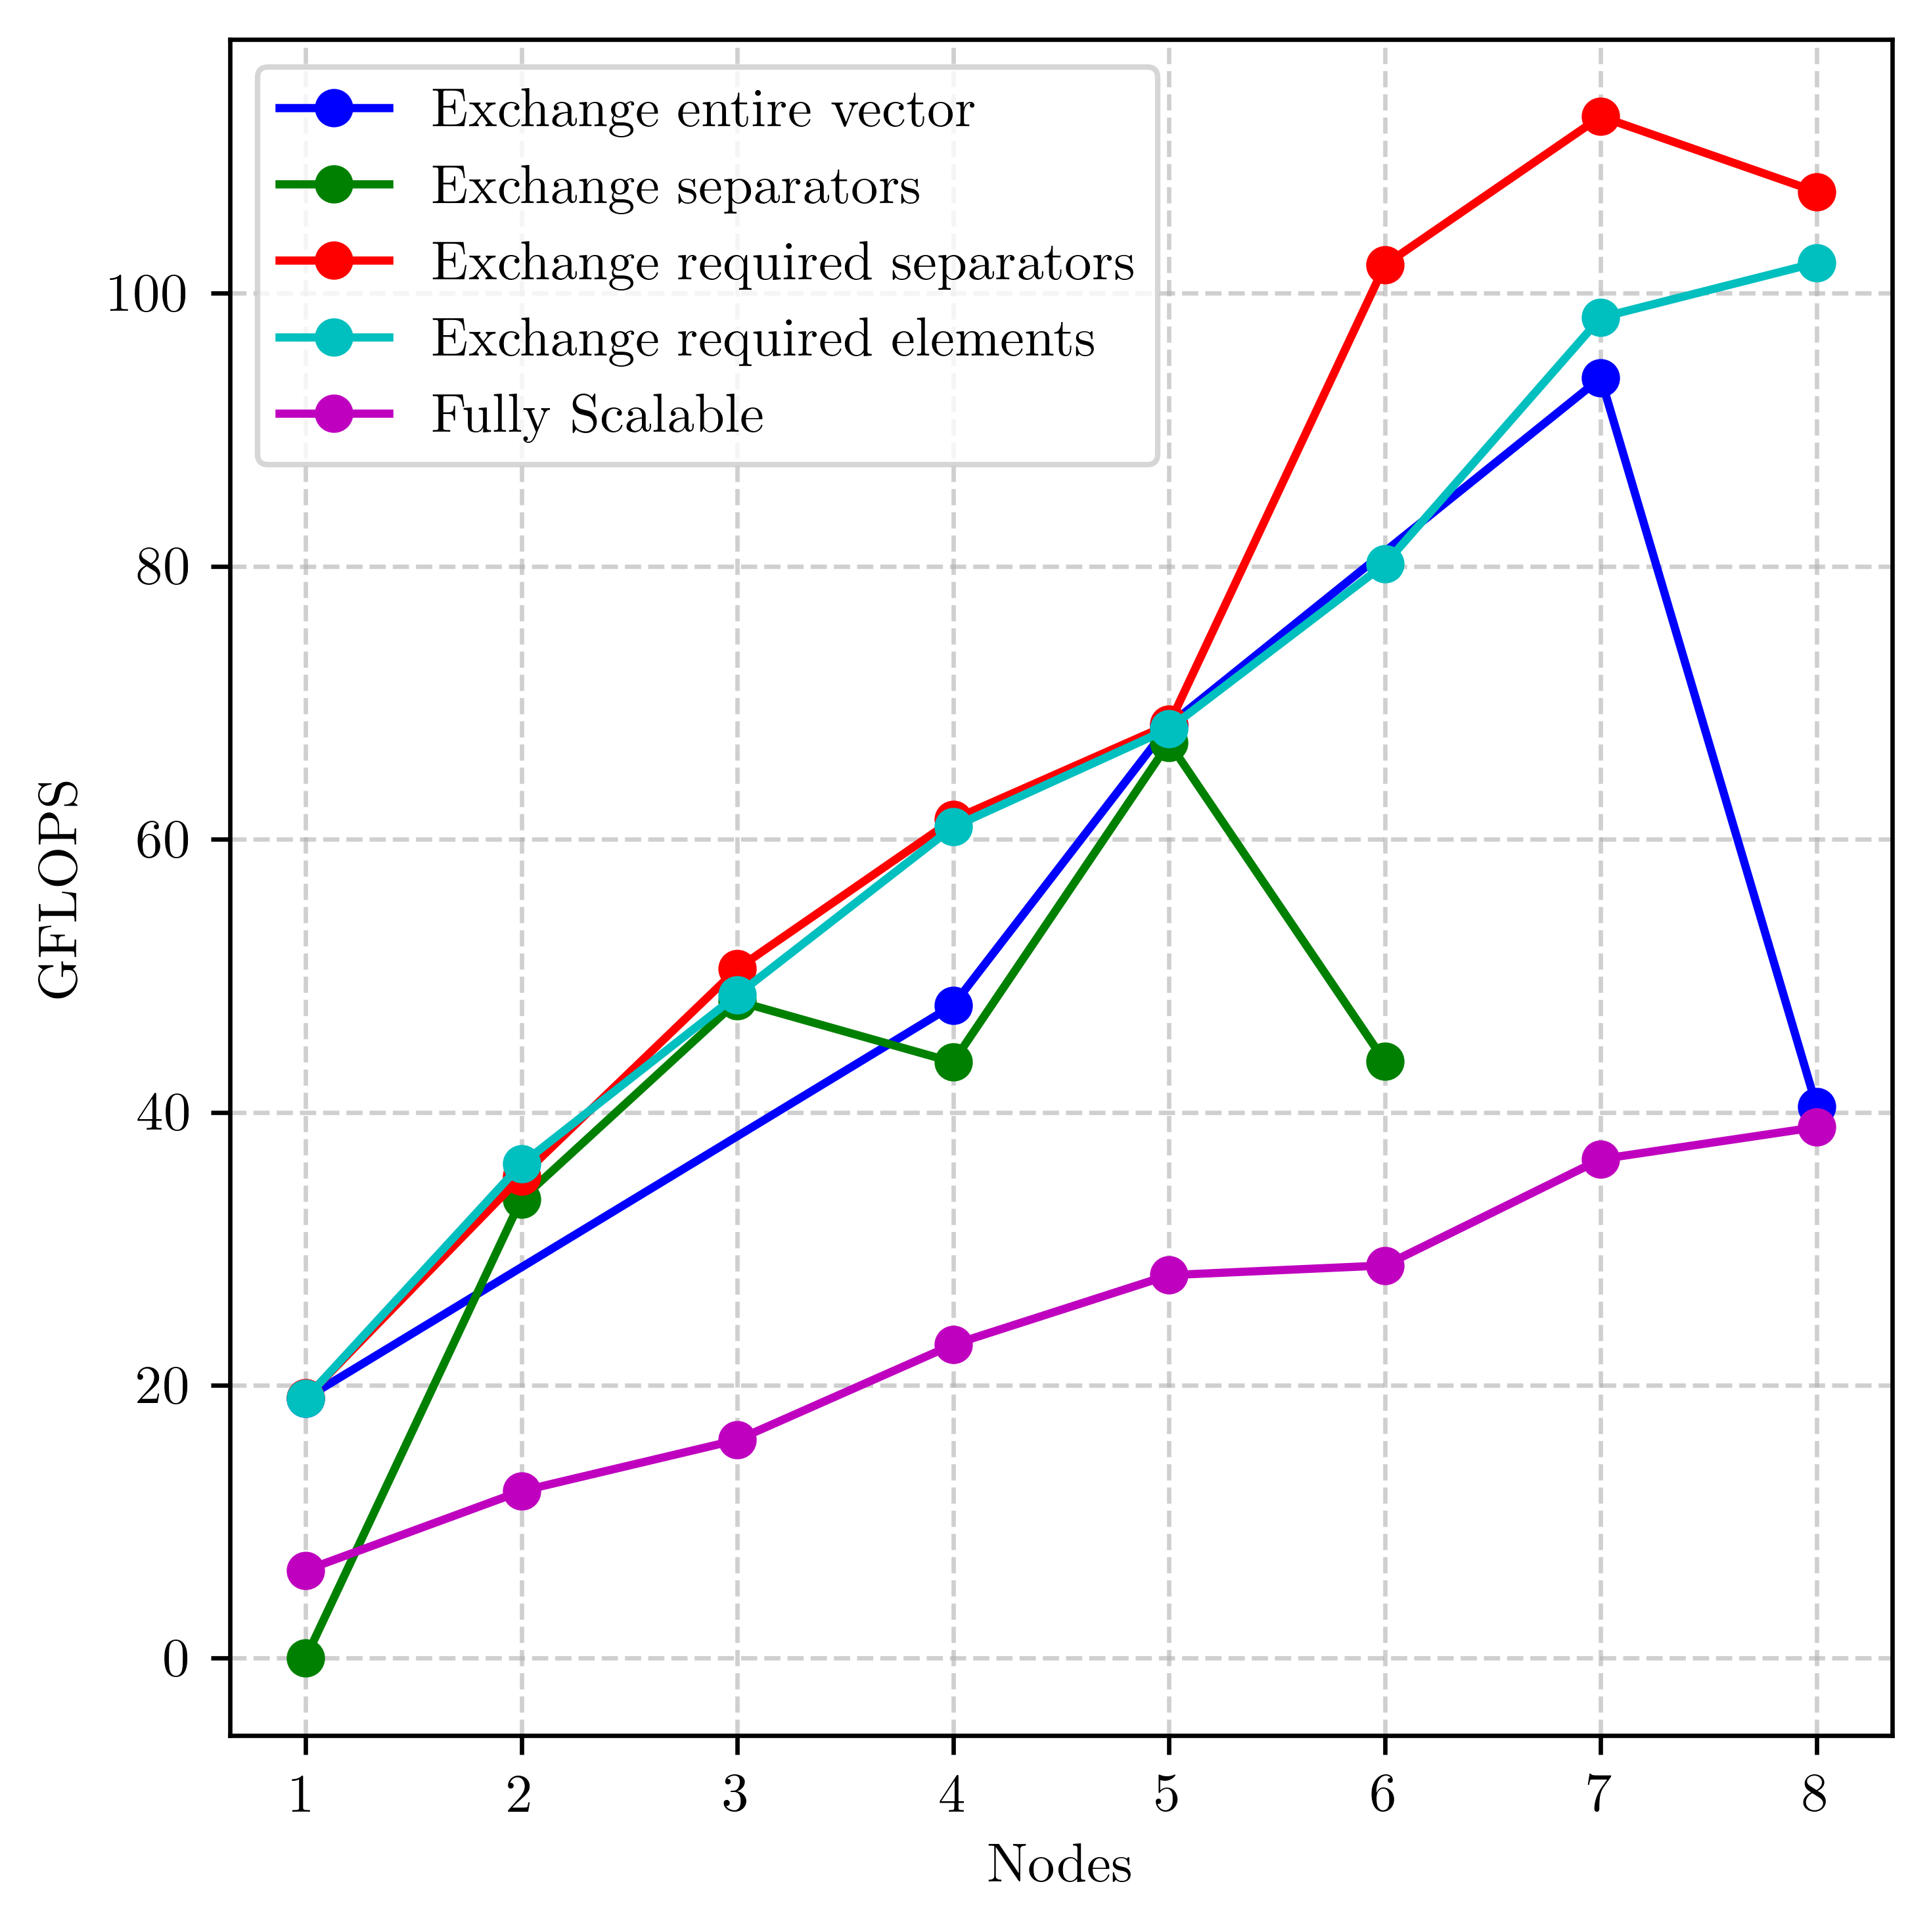 Exchange entire vector
Exchange separators
Exchange required separators
Exchange required elements
Fully Scalable
100
80
60
40
20
0
GFLOPS
1 2 3 4 5 6 7 8
Nodes